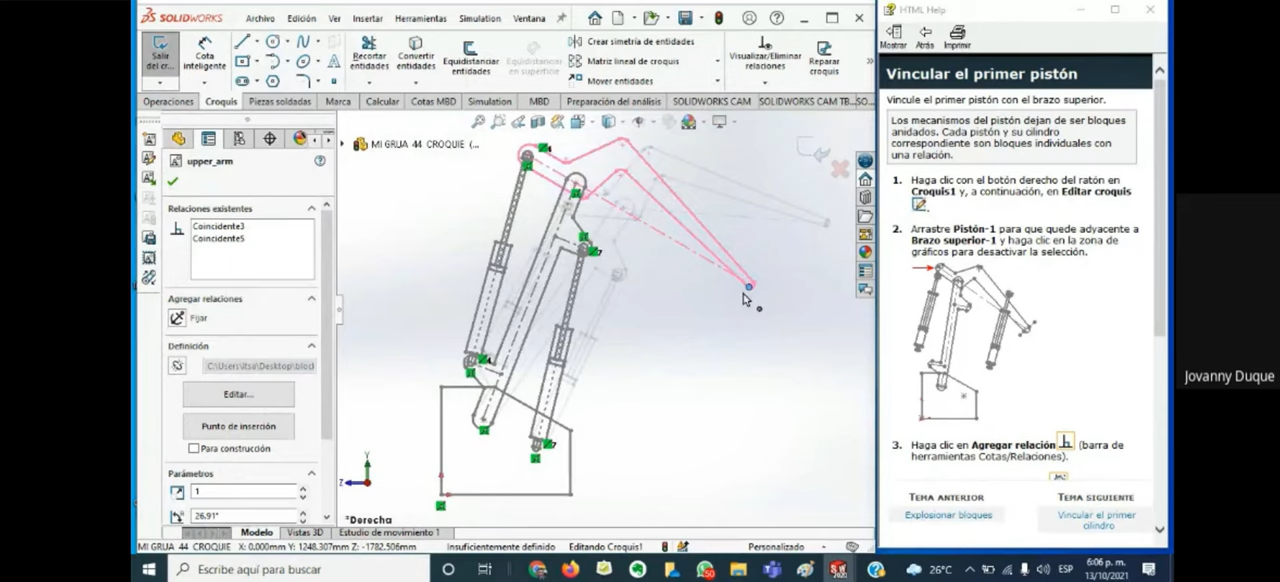 SOLIDWORKS
Archivo
Edición
Ver
Insertar
Herramientas
Simulation
Ventana
Salir del cr...
Cota inteligente
Recortar entidades
Convertir entidades
Equidistanciar entidades
Equidistanciar en superficie
Crear simetría de entidades
Matriz lineal de croquis
Mover entidades
Visualizar/Eliminar relaciones
Reparar croquis
Operaciones
Croquis
Piezas soldadas
Marca
Calcular
Cotas MBD
Simulation
MBD
Preparación del análisis
SOLIDWORKS CAM
SOLIDWORKS CAM TB...
SO...
upper_arm
MI GRUA 44 CROQUIE (...
Relaciones existentes
Coincidente3
Coincidente5
Agregar relaciones
Fijar
Definición
C:\Users\itsa\Desktop\bloc
Editar...
Punto de inserción
Para construcción
Parámetros
1
26.91°
Y
Z
*Derecha
Modelo
Vistas 3D
Estudio de movimiento 1
MI GRUA 44 CROQUIE
X: 0.000mm Y: 1248.307mm Z: -1782.506mm
Insuficientemente definido
Editando Croquis1
Personalizado
HTML Help
Mostrar
Atrás
Imprimir
Vincular el primer pistón
Vincule el primer pistón con el brazo superior.
Los mecanismos del pistón dejan de ser bloques
anidados. Cada pistón y su cilindro
correspondiente son bloques individuales con
una relación.
1. Haga clic con el botón derecho del ratón en
Croquis1 y, a continuación, en Editar croquis
.
2. Arrastre Pistón-1 para que quede adyacente a
Brazo superior-1 y haga clic en la zona de
gráficos para desactivar la selección.
3. Haga clic en Agregar relación (barra de
herramientas Cotas/Relaciones).
TEMA ANTERIOR
Explosionar bloques
TEMA SIGUIENTE
Vincular el primer
cilindro
Jovanny Duque
Escribe aquí para buscar
26°C
ESP
6:06 p.m.
13/10/2021